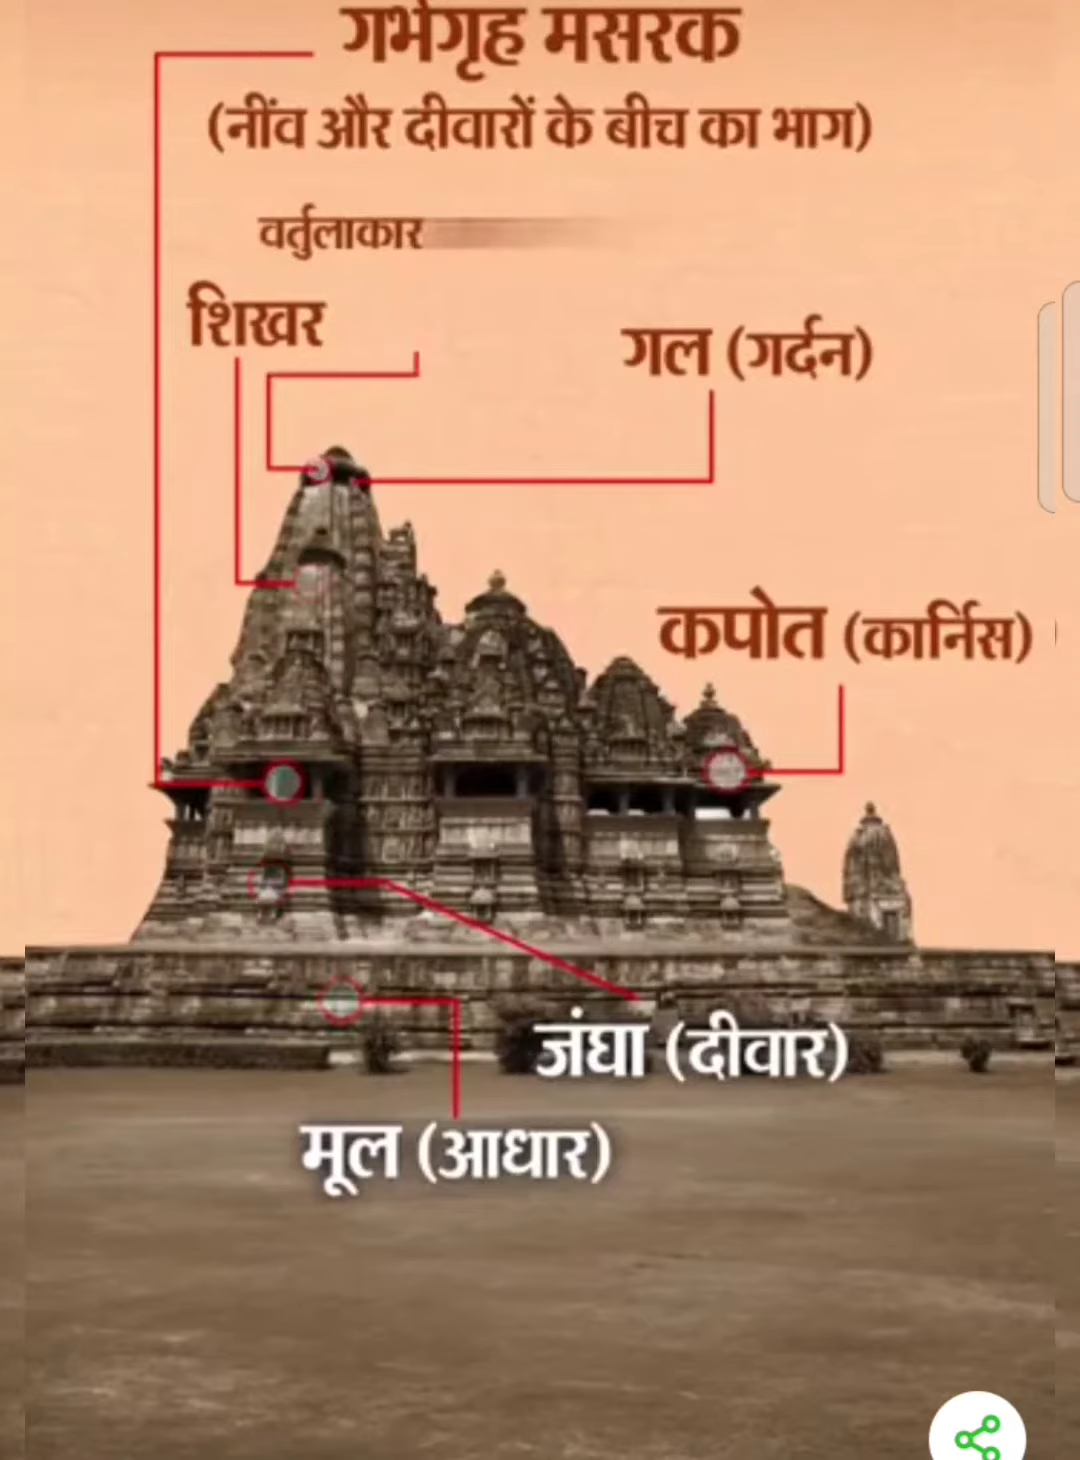 गर्भगृह मसरक
(नींव और दीवारों के बीच का भाग)
वर्तुलाकार
शिखर
गल (गर्दन)
कपोत (कार्निस)
जंघा (दीवार)
मूल (आधार)